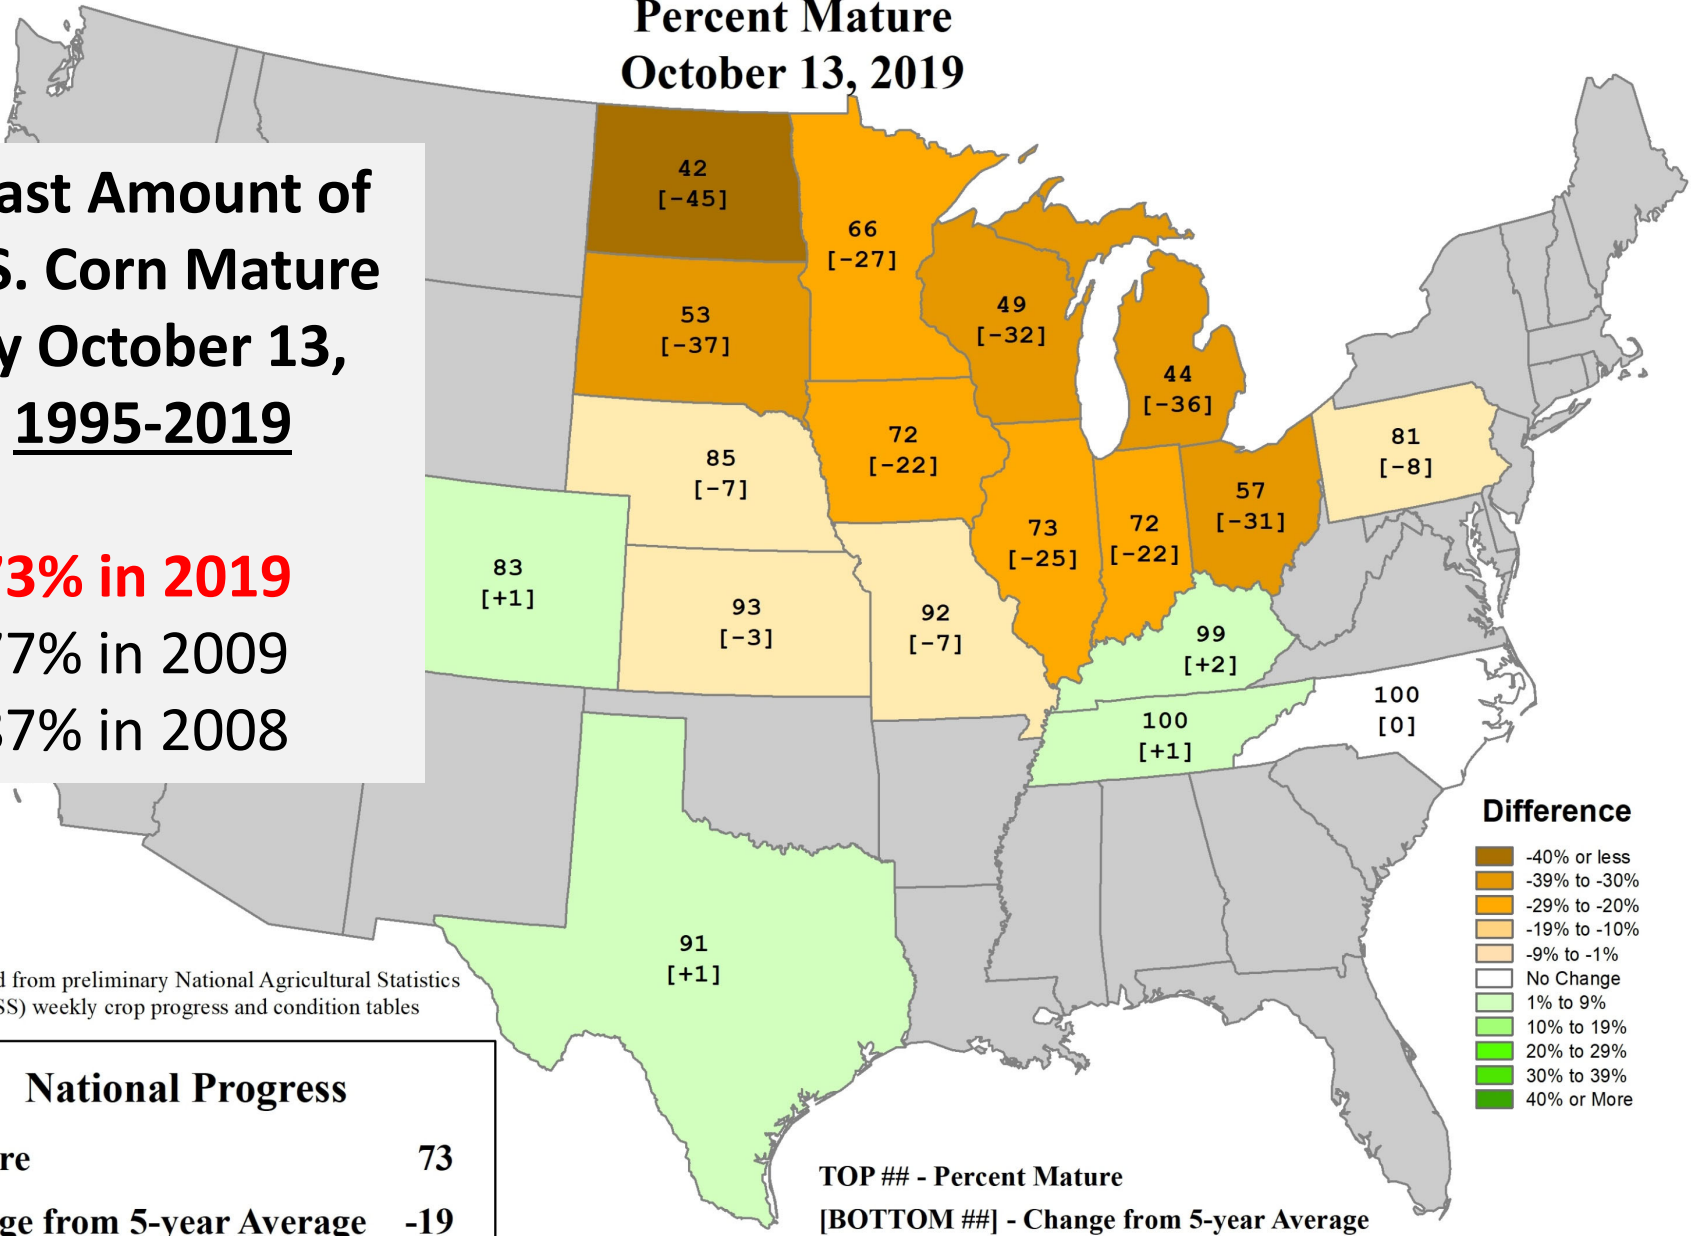 Percent Mature
October 13, 2019
Amount of
Corn Mature
October 13,
1995-2019
3% in 2019
7% in 2009
7% in 2008
42
[-45]
66
[-27]
53
[-37]
49
[-32]
44
[-36]
85
[-7]
72
[-22]
73
[-25]
72
[-22]
57
[-31]
81
[-8]
83
[+1]
93
[-3]
92
[-7]
99
[+2]
100
[+1]
100
[0]
91
[+1]
Difference
-40% or less
-39% to -30%
-29% to -20%
-19% to -10%
-9% to -1%
No Change
1% to 9%
10% to 19%
20% to 29%
30% to 39%
40% or More
from preliminary National Agricultural Statistics
SS) weekly crop progress and condition tables
National Progress
re 73
ge from 5-year Average -19
TOP ## - Percent Mature
[BOTTOM ##] - Change from 5-year Average